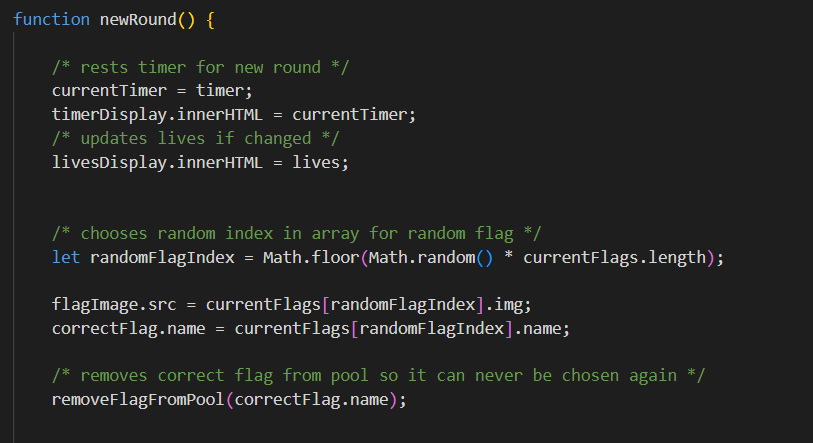 function newRound() {
/* rests timer for new round */
currentTimer = timer;
timerDisplay.innerHTML = currentTimer;
/* updates lives if changed */
livesDisplay.innerHTML = lives;
/* chooses random index in array for random flag */
let randomFlagIndex = Math.floor(Math.random() * currentFlags.length);
flagImage.src = currentFlags[randomFlagIndex].img;
correctFlag.name = currentFlags[randomFlagIndex].name;
/* removes correct flag from pool so it can never be chosen again */
removeFlagFromPool(correctFlag.name);